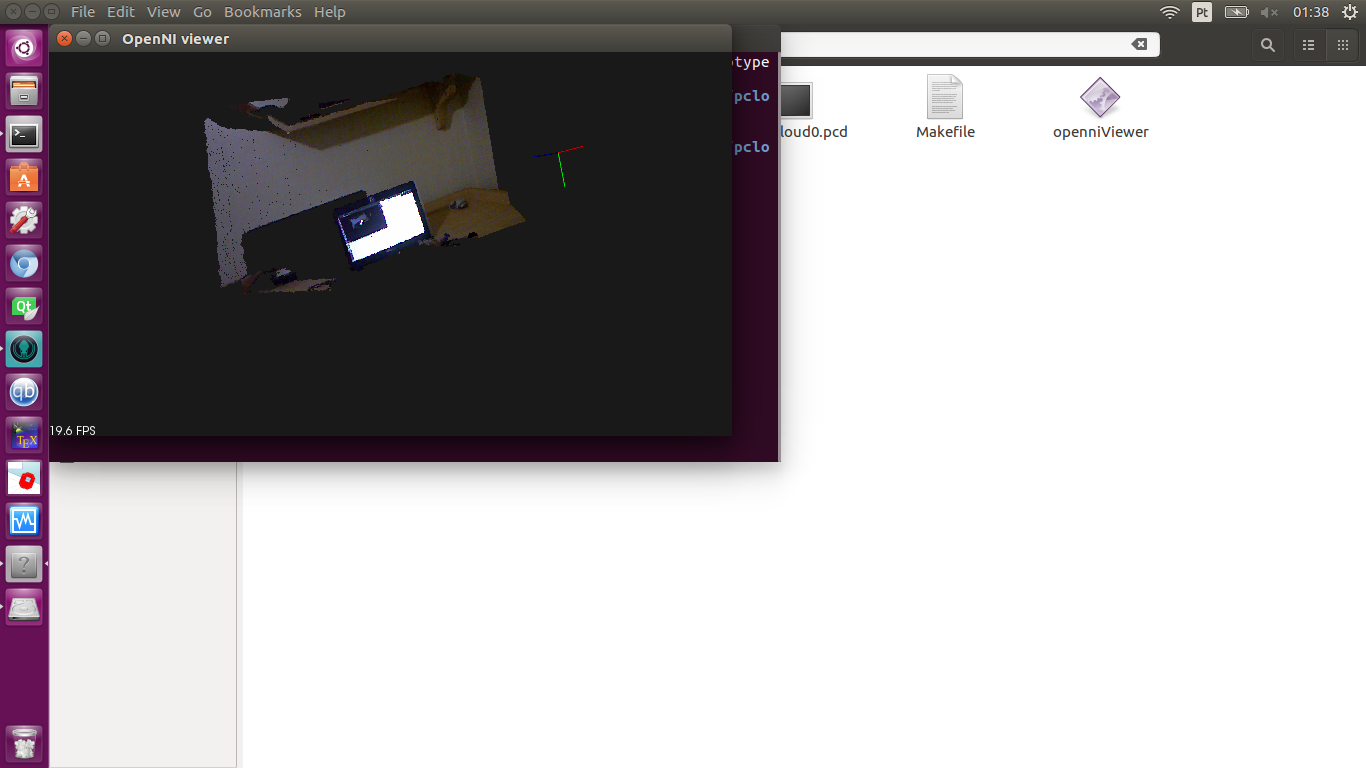 File Edit View Go Bookmarks Help
Pt
01:38
OpenNI viewer
otype
pclo
pclo
loud0.pcd
Makefile
openniViewer
Qt
qb
TEX
?
19.6 FPS